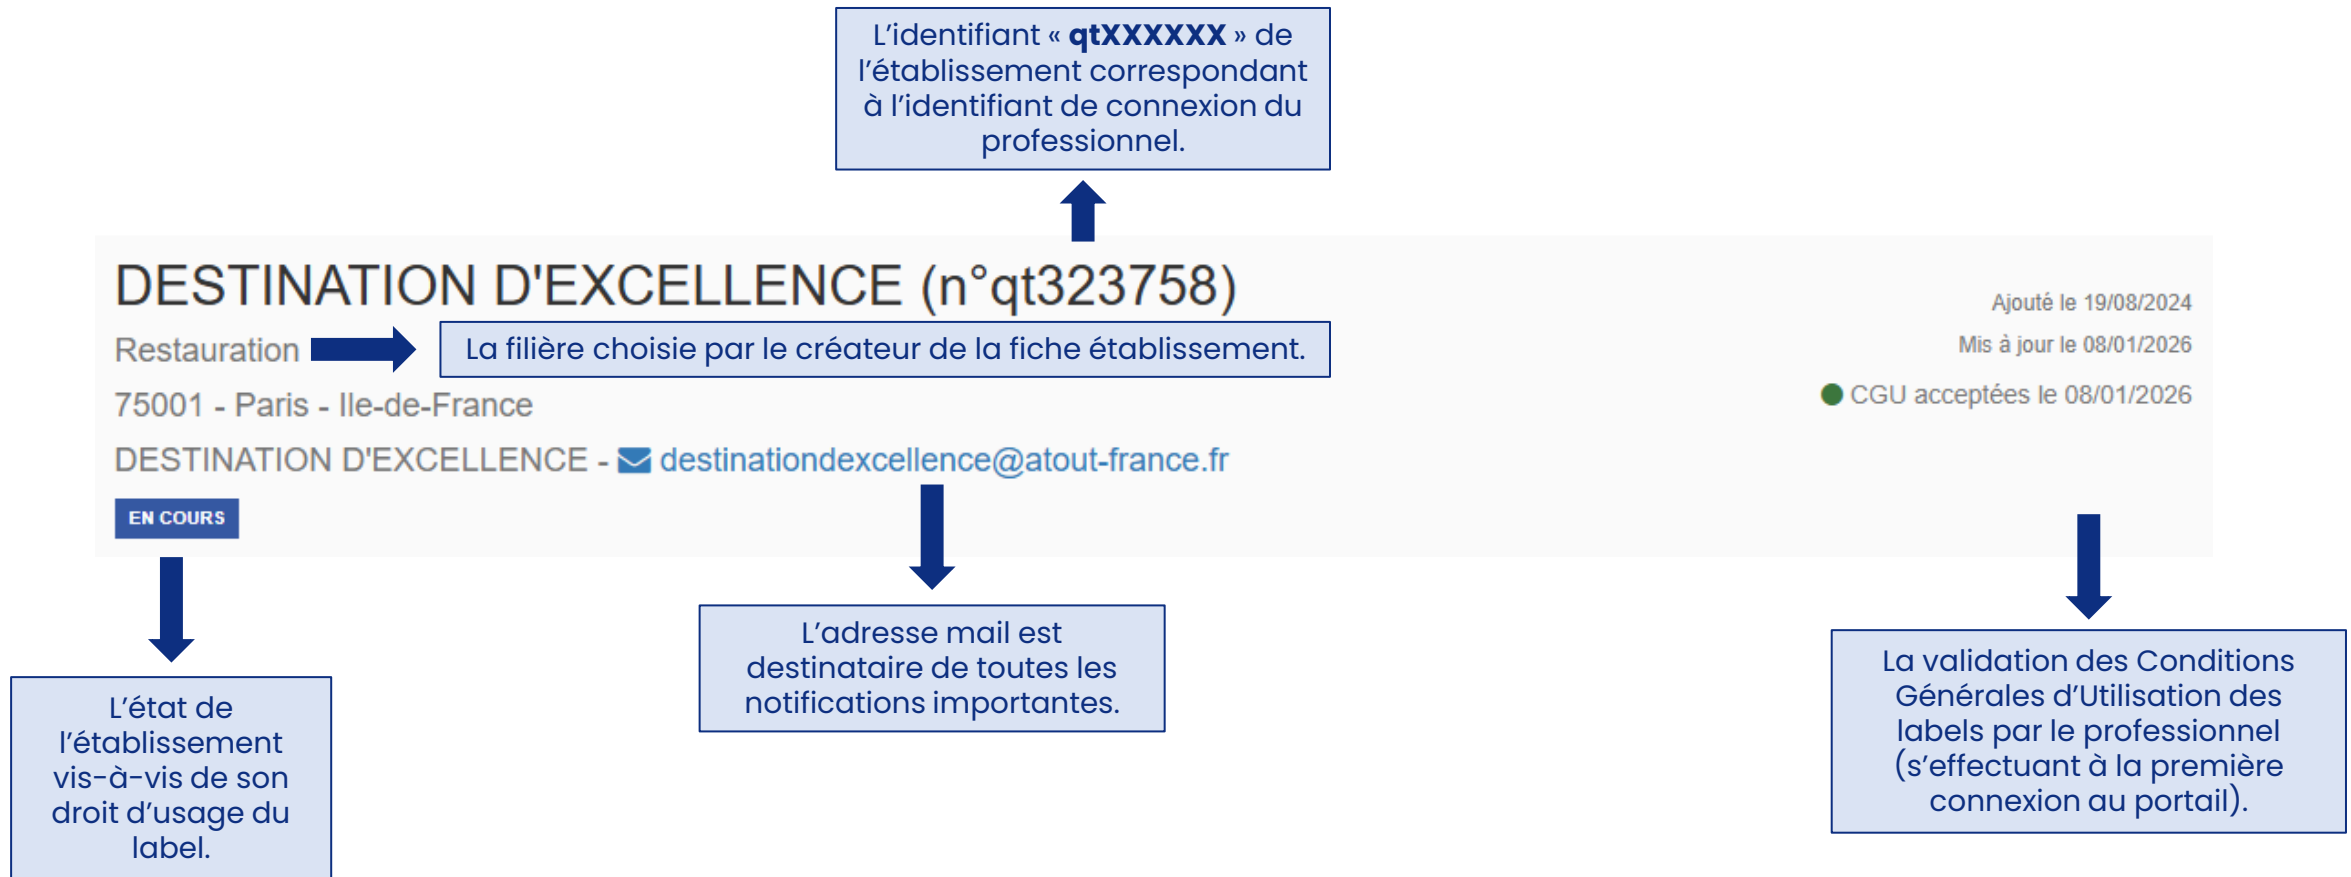 L’identifiant « qtXXXXXX » de
l’établissement correspondant
à l’identifiant de connexion du
professionnel.
DESTINATION D'EXCELLENCE (n°qt323758)
Ajouté le 19/08/2024
Restauration
La filière choisie par le créateur de la fiche établissement.
Mis à jour le 08/01/2026
75001 - Paris - Ile-de-France
CGU acceptées le 08/01/2026
DESTINATION D'EXCELLENCE - destinationdexcellence@atout-france.fr
EN COURS
L’adresse mail est
destinataire de toutes les
notifications importantes.
La validation des Conditions
Générales d’Utilisation des
labels par le professionnel
(s’effectuant à la première
connexion au portail).
L’état de
l’établissement
vis-à-vis de son
droit d’usage du
label.